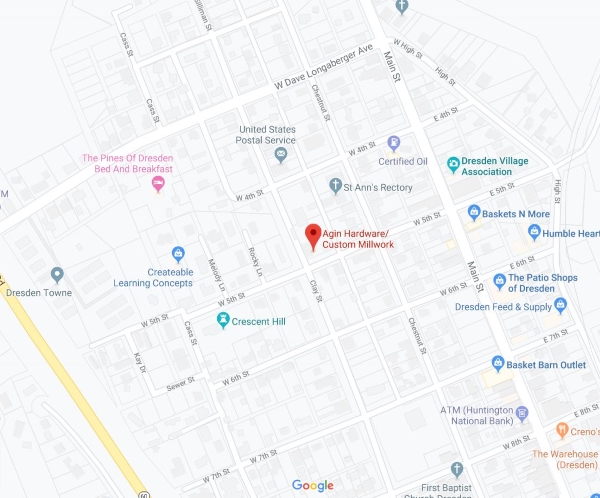 illiman St
Cass St
W High St
High St
Main St
W Dave Longaberger Ave
Cass St
Chestnut St
E 4th St
United States
Postal Service
Certified Oil
W 4th St
The Pines Of Dresden
Bed And Breakfast
Dresden Village
Association
St Ann's Rectory
W 4th St
E 5th St
High St
TM
Baskets N More
W 5th St
Agin Hardware/
Custom Millwork
Humble Heart
Createable
Learning Concepts
Melody Ln
Rocky Ln
Main St
The Patio Shops
of Dresden
Dresden Towne
Clay St
E 6th St
W 5th St
Dresden Feed & Supply
W 6th St
W 5th St
Crescent Hill
Cass St
Chestnut St
E 7th St
Kay Dr
Basket Barn Outlet
Sewer St
W 6th St
ATM (Huntington
National Bank)
E 8th St
Creno's
W 8th St
The Warehouse
(Dresden)
W 7th St
W 7th St
First Baptist
Church Dresden
Google
60